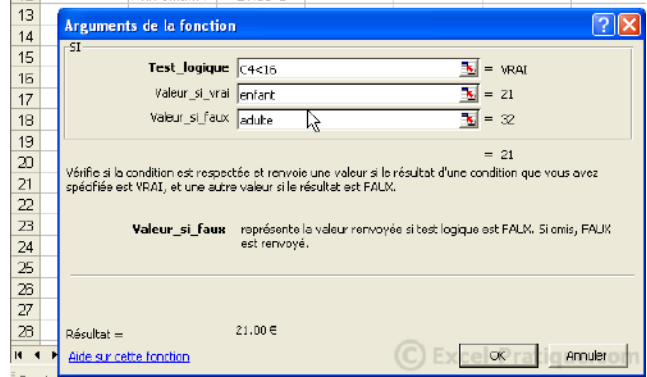 13
Arguments de la fonction
14
SI
15
Test_logique C4<16 = VRAI
16
Valeur_si_vrai enfant = 21
17
18
Valeur_si_faux adulte = 32
19
= 21
20
Vérifie si la condition est respectée et renvoie une valeur si le résultat d'une condition que vous avez
21
spécifiée est VRAI, et une autre valeur si le résultat est FAUX.
22
23
Valeur_si_faux représente la valeur renvoyée si test logique est FAUX. Si omis, FAUX
24
est renvoyé.
25
26
27
28
Résultat = 21.00 €
Aide sur cette fonction
OK
Annuler